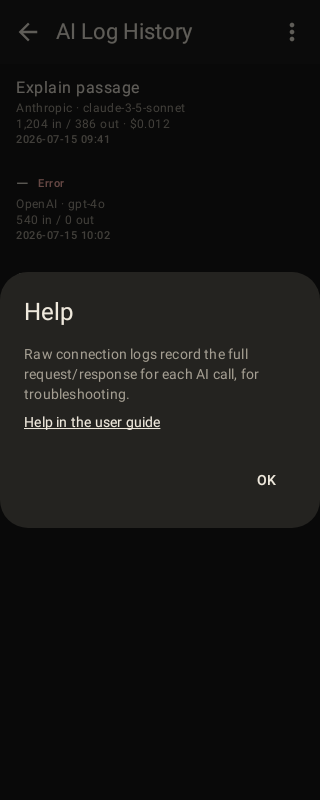 AI Log History
Explain passage
Anthropic · claude-3-5-sonnet
1,204 in / 386 out · $0.012
2026-07-15 09:41
— Error
OpenAI · gpt-4o
540 in / 0 out
2026-07-15 10:02
Help
Raw connection logs record the full
request/response for each AI call, for
troubleshooting.
Help in the user guide
OK